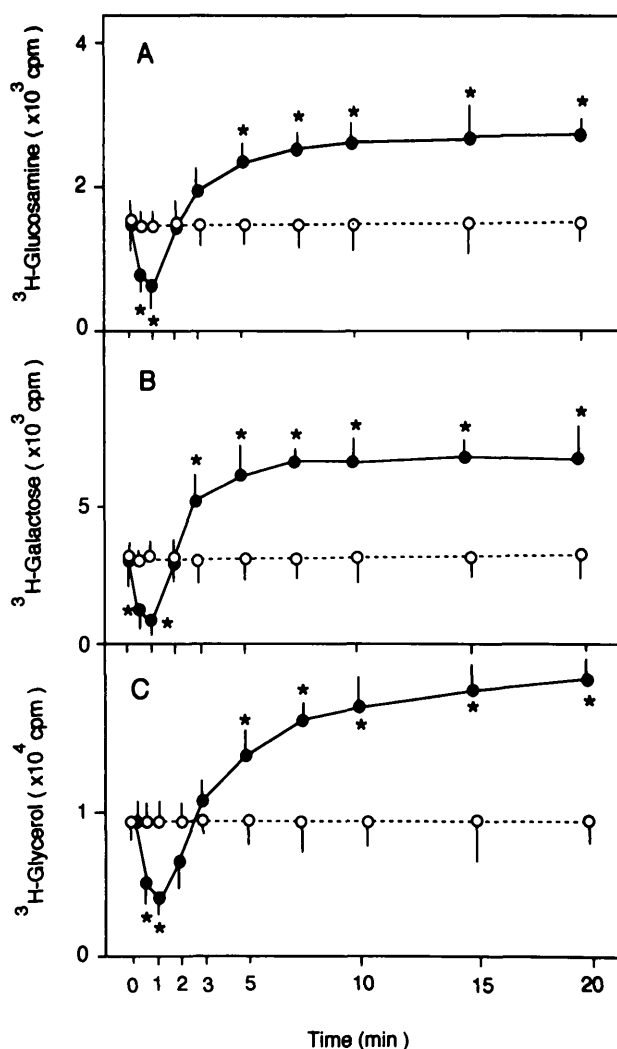 A
³H-Glucosamine ( x10³ cpm)
4
2
0
* * * * * * *
B
³H-Galactose ( x10³ cpm)
5
0
* * * * * * * *
C
³H-Glycerol ( x10⁴ cpm)
1
0
* * * * * * *
0 1 2 3 5 10 15 20
Time (min )